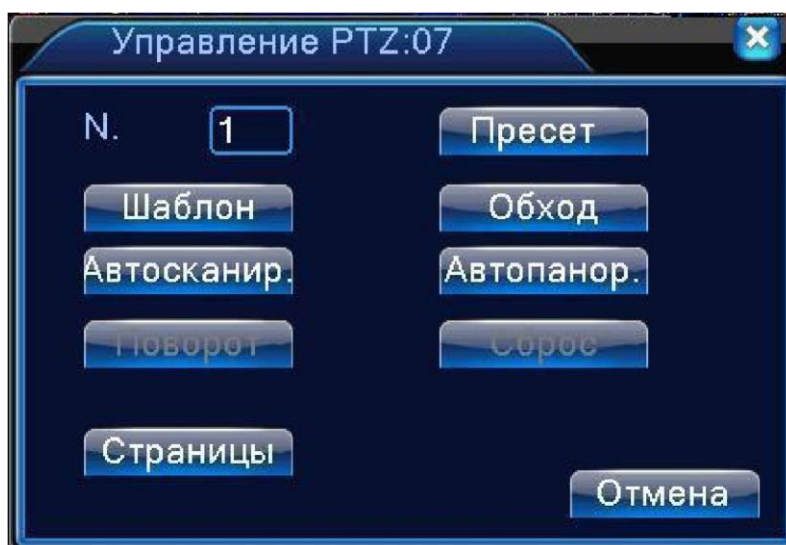 Управление PTZ:07
N. 1 Пресет
Шаблон Обход
Автосканир. Автопанор.
Поворот Сброс
Страницы
Отмена